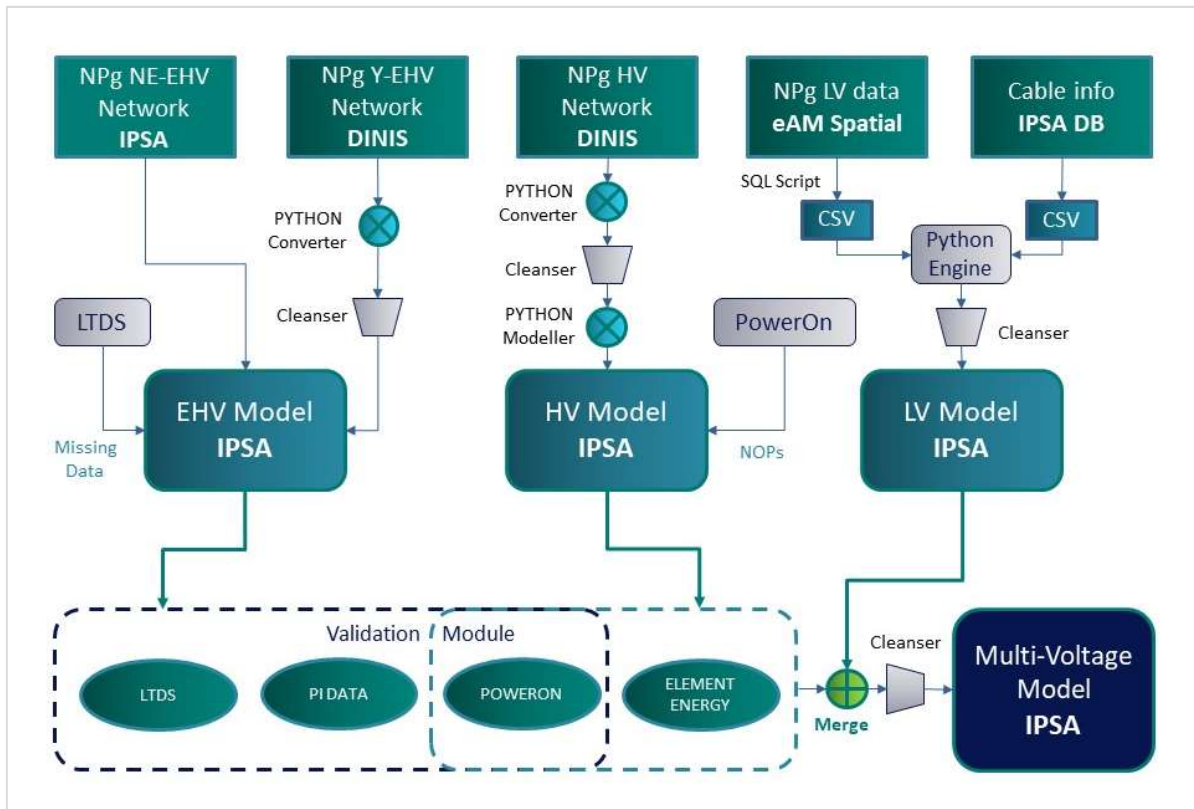 NPg NE-EHV
Network
IPSA
NPg Y-EHV
Network
DINIS
NPg HV
Network
DINIS
NPg LV data
eAM Spatial
Cable info
IPSA DB
SQL Script
PYTHON
Converter
PYTHON
Converter
CSV
CSV
Python
Engine
Cleanser
LTDS
Cleanser
PYTHON
Modeller
PowerOn
Cleanser
EHV Model
IPSA
HV Model
IPSA
LV Model
IPSA
Missing
Data
NOPs
Validation Module
LTDS
PI DATA
POWERON
ELEMENT
ENERGY
Merge
Cleanser
Multi-Voltage
Model
IPSA